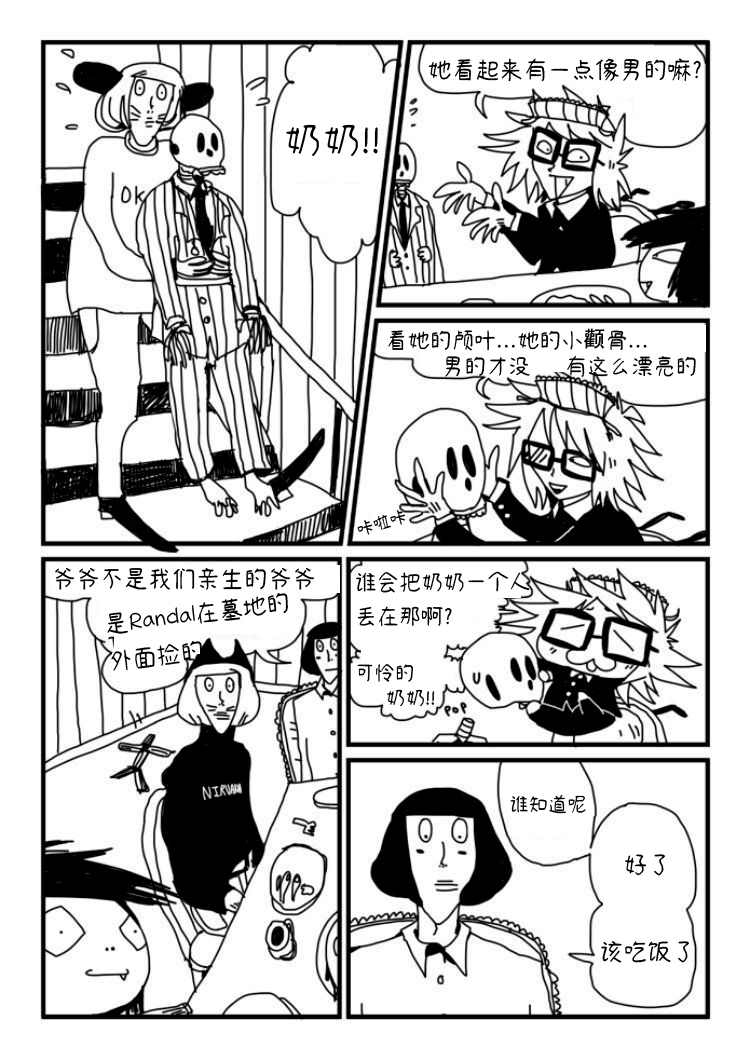 奶奶!!
OK
她看起来有一点像男的嘛?
看她的颅叶...她的小颧骨...
男的才没 有这么漂亮的
咔啦咔
爷爷不是我们亲生的爷爷
是Randal在墓地的
外面捡的
NIRVANA
谁会把奶奶一个人
丢在那啊?
可怜的
奶奶!!
POP
谁知道呢
好了
该吃饭了